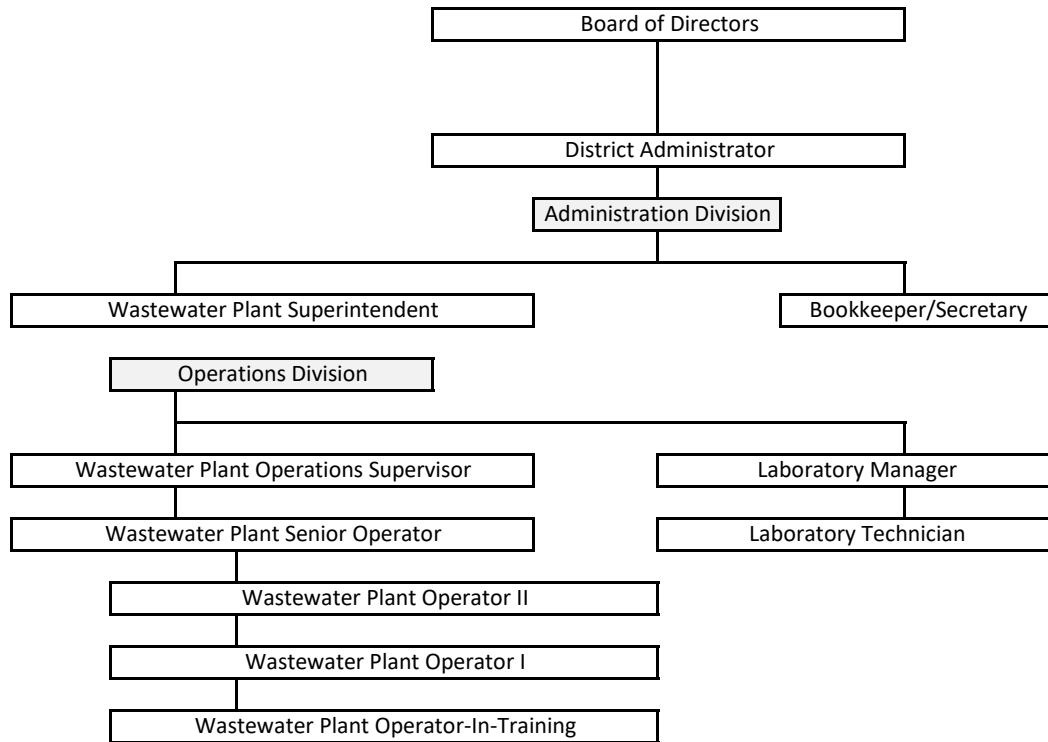 Board of Directors
District Administrator
Administration Division
Wastewater Plant Superintendent
Bookkeeper/Secretary
Operations Division
Wastewater Plant Operations Supervisor
Laboratory Manager
Wastewater Plant Senior Operator
Laboratory Technician
Wastewater Plant Operator II
Wastewater Plant Operator I
Wastewater Plant Operator-In-Training